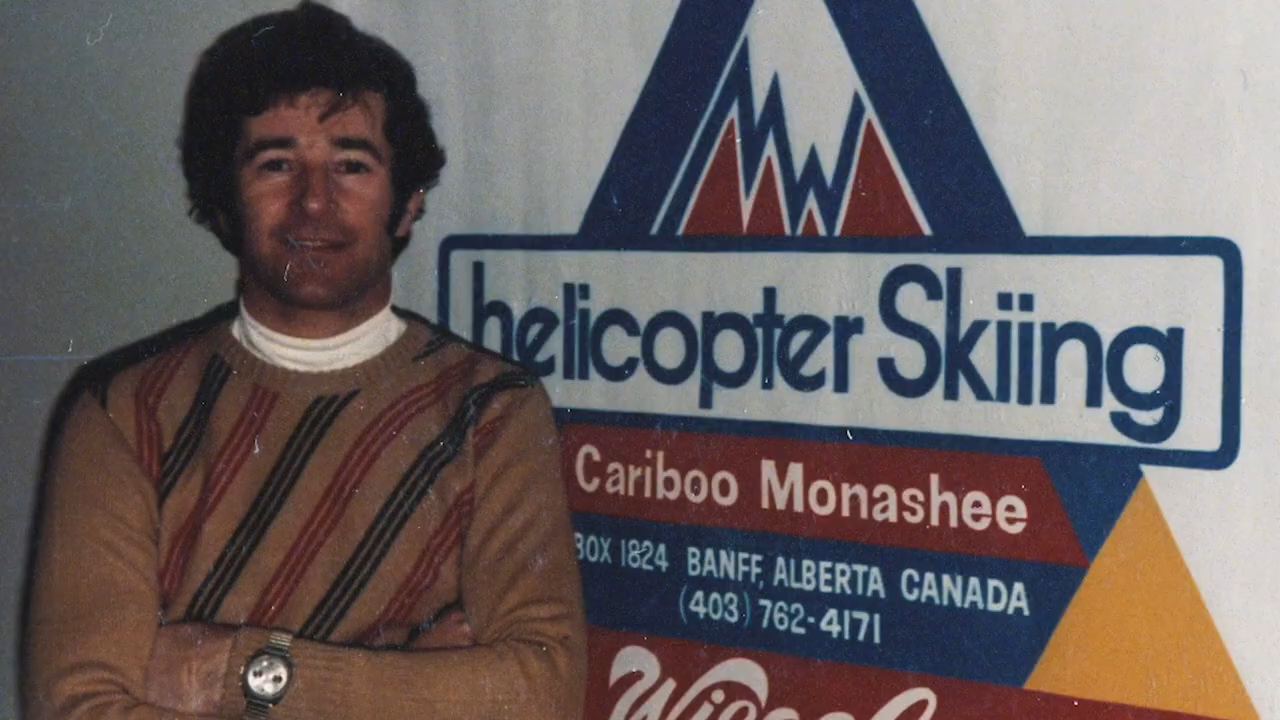 helicopter Skiing
Cariboo Monashee
BOX 1824 BANFF, ALBERTA CANADA
(403) 762-4171